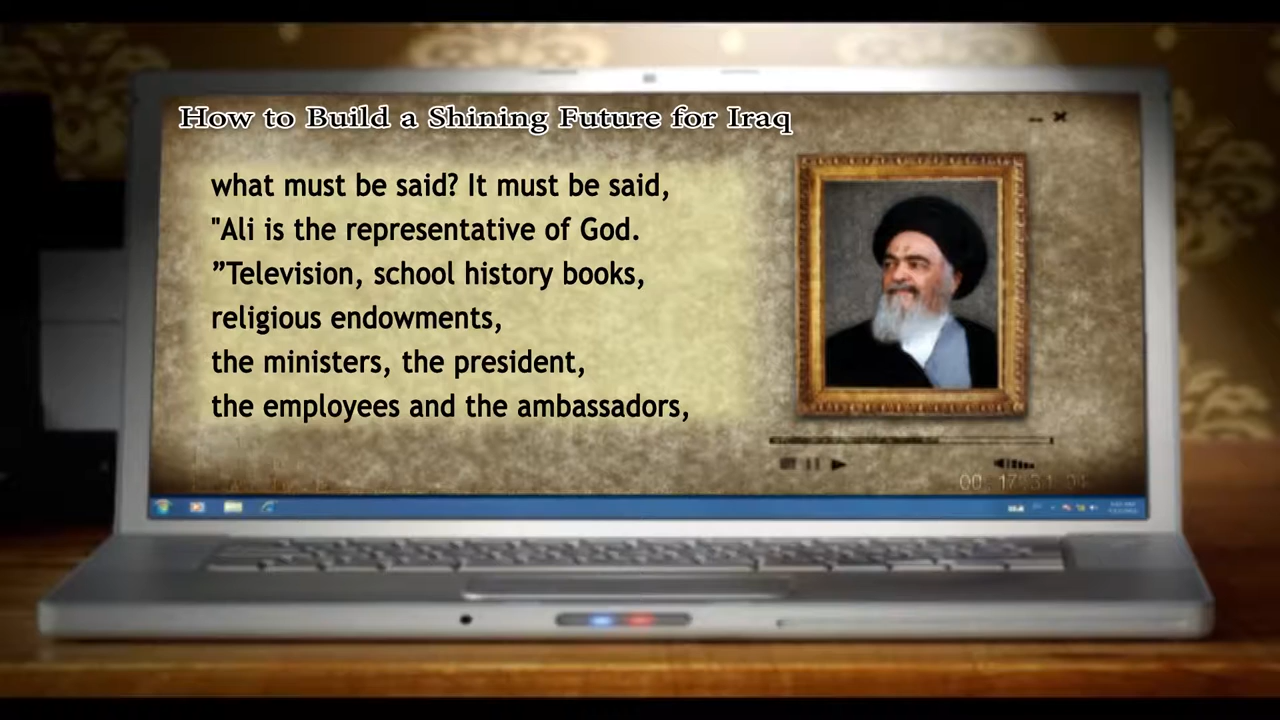 How to Build a Shining Future for Iraq
what must be said? It must be said,
"Ali is the representative of God.
”Television, school history books,
religious endowments,
the ministers, the president,
the employees and the ambassadors,